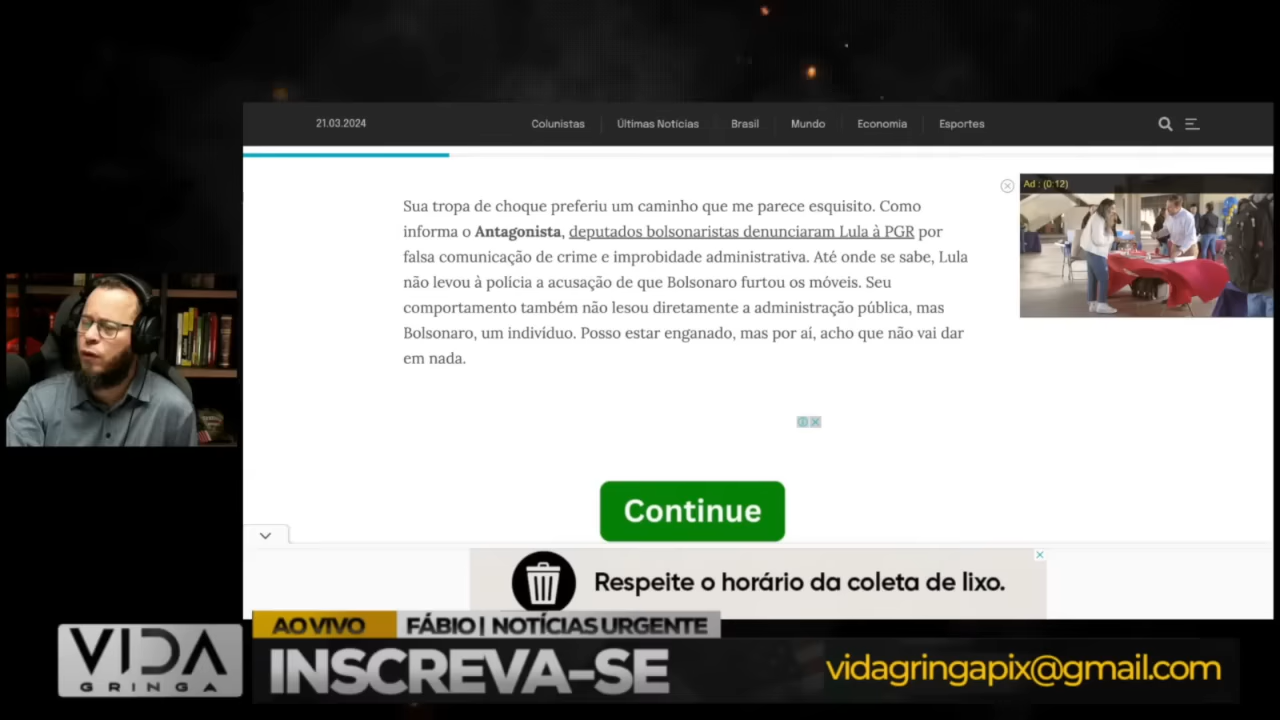 21.03.2024
Colunistas
Últimas Notícias
Brasil
Mundo
Economia
Esportes
Ad : (0:12)
Sua tropa de choque preferiu um caminho que me parece esquisito. Como
informa o Antagonista, deputados bolsonaristas denunciaram Lula à PGR por
falsa comunicação de crime e improbidade administrativa. Até onde se sabe, Lula
não levou à polícia a acusação de que Bolsonaro furtou os móveis. Seu
comportamento também não lesou diretamente a administração pública, mas
Bolsonaro, um indivíduo. Posso estar enganado, mas por aí, acho que não vai dar
em nada.
Continue
Respeite o horário da coleta de lixo.
AO VIVO
FÁBIO | NOTÍCIAS URGENTE
VIDA
GRINGA
INSCREVA-SE
vidagringapix@gmail.com